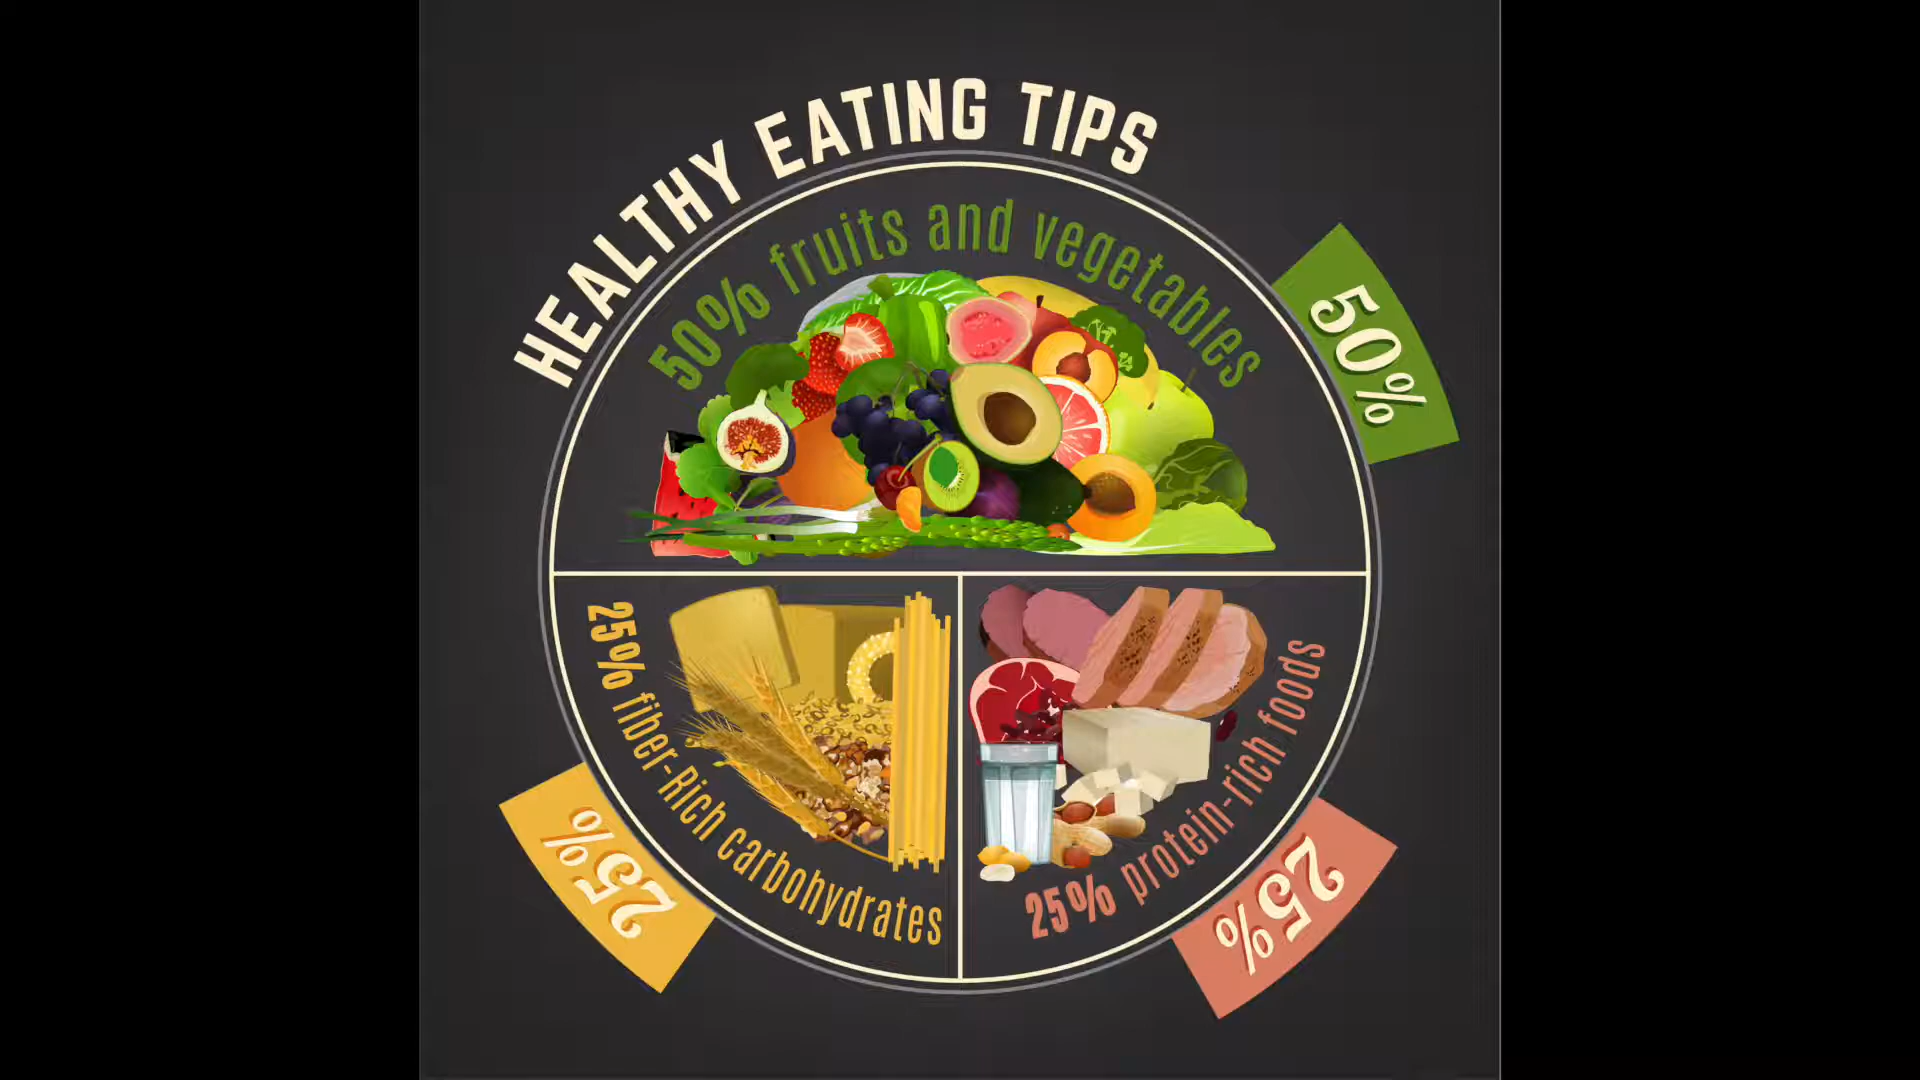 HEALTHY EATING TIPS
50% fruits and vegetables
50%
25% fiber-Rich carbohydrates
25% protein-rich foods
25%
25%